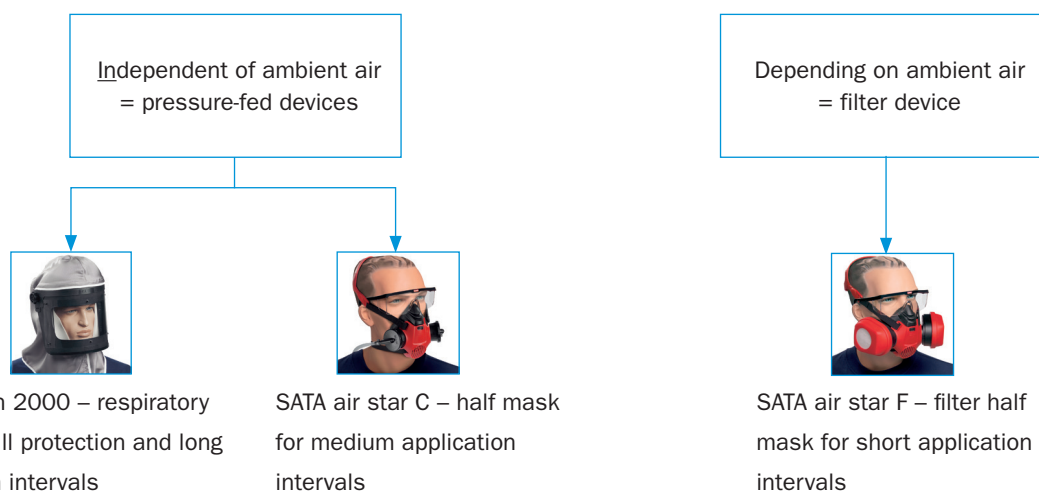 Independent of ambient air
= pressure-fed devices
Depending on ambient air
= filter device
2000 – respiratory
protection and long
intervals
SATA air star C – half mask
for medium application
intervals
SATA air star F – filter half
mask for short application
intervals